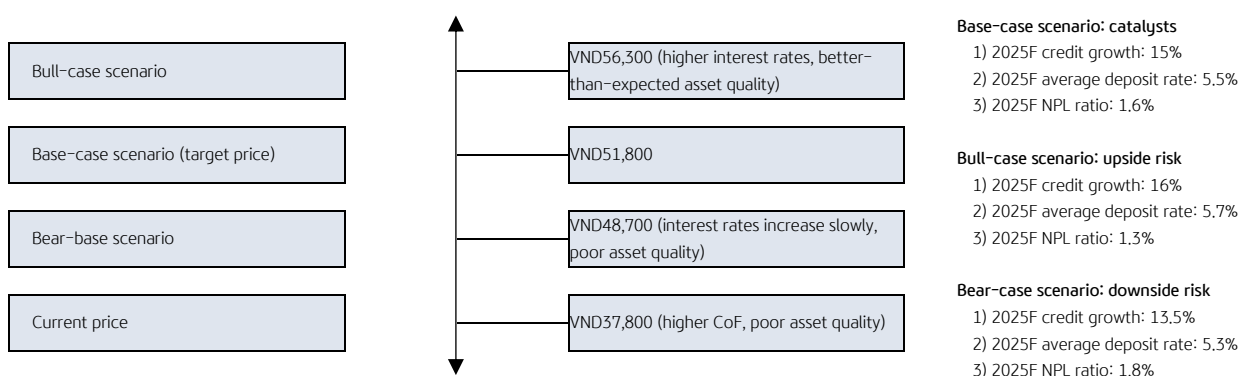 Bull-case scenario
VND56,300 (higher interest rates, better-
than-expected asset quality)
Base-case scenario (target price)
VND51,800
Bear-base scenario
VND48,700 (interest rates increase slowly,
poor asset quality)
Current price
VND37,800 (higher CoF, poor asset quality)
Base-case scenario: catalysts
1) 2025F credit growth: 15%
2) 2025F average deposit rate: 5.5%
3) 2025F NPL ratio: 1.6%
Bull-case scenario: upside risk
1) 2025F credit growth: 16%
2) 2025F average deposit rate: 5.7%
3) 2025F NPL ratio: 1.3%
Bear-case scenario: downside risk
1) 2025F credit growth: 13.5%
2) 2025F average deposit rate: 5.3%
3) 2025F NPL ratio: 1.8%